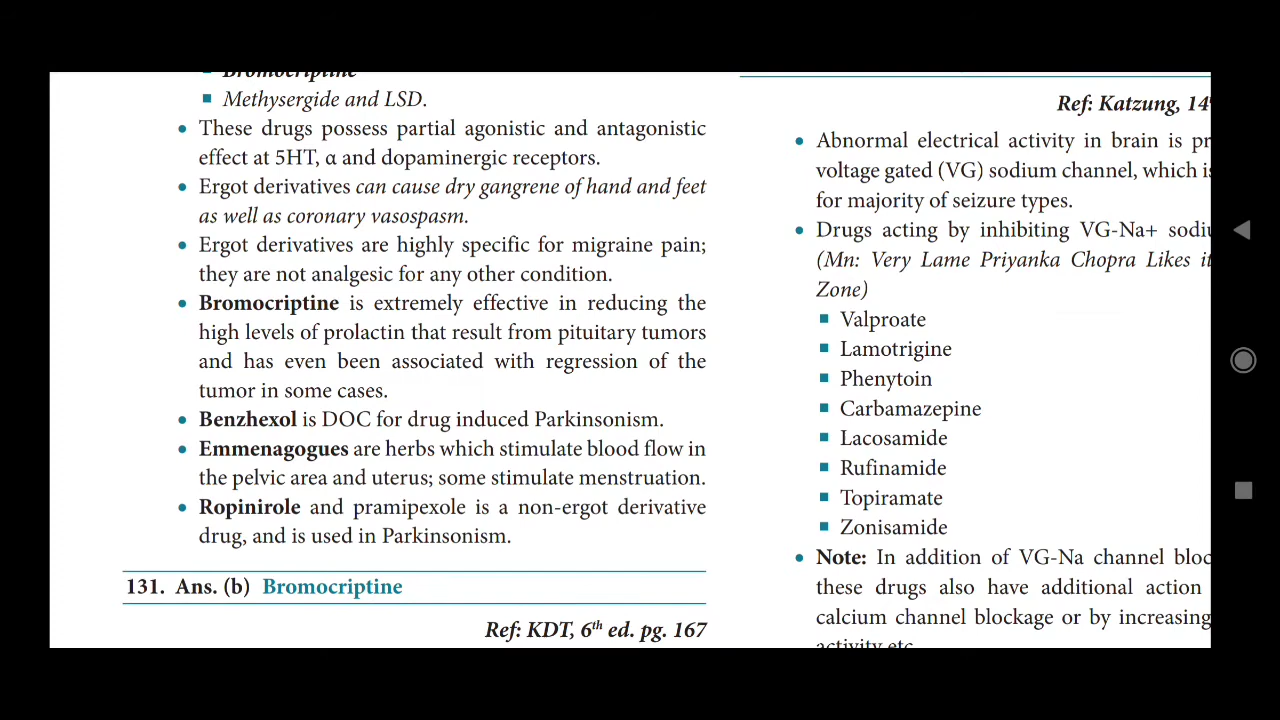 Bromocriptine
Methysergide and LSD.
These drugs possess partial agonistic and antagonistic
effect at 5HT, α and dopaminergic receptors.
Ergot derivatives can cause dry gangrene of hand and feet
as well as coronary vasospasm.
Ergot derivatives are highly specific for migraine pain;
they are not analgesic for any other condition.
Bromocriptine is extremely effective in reducing the
high levels of prolactin that result from pituitary tumors
and has even been associated with regression of the
tumor in some cases.
Benzhexol is DOC for drug induced Parkinsonism.
Emmenagogues are herbs which stimulate blood flow in
the pelvic area and uterus; some stimulate menstruation.
Ropinirole and pramipexole is a non-ergot derivative
drug, and is used in Parkinsonism.
131. Ans. (b) Bromocriptine
Ref: KDT, 6th ed. pg. 167
Ref: Katzung, 14
Abnormal electrical activity in brain is
voltage gated (VG) sodium channel, which
for majority of seizure types.
Drugs acting by inhibiting VG-Na+
(Mn: Very Lame Priyanka Chopra Likes it
Zone)
Valproate
Lamotrigine
Phenytoin
Carbamazepine
Lacosamide
Rufinamide
Topiramate
Zonisamide
Note: In addition of VG-Na channel
these drugs also have additional action
calcium channel blockage or by increasing
activity etc